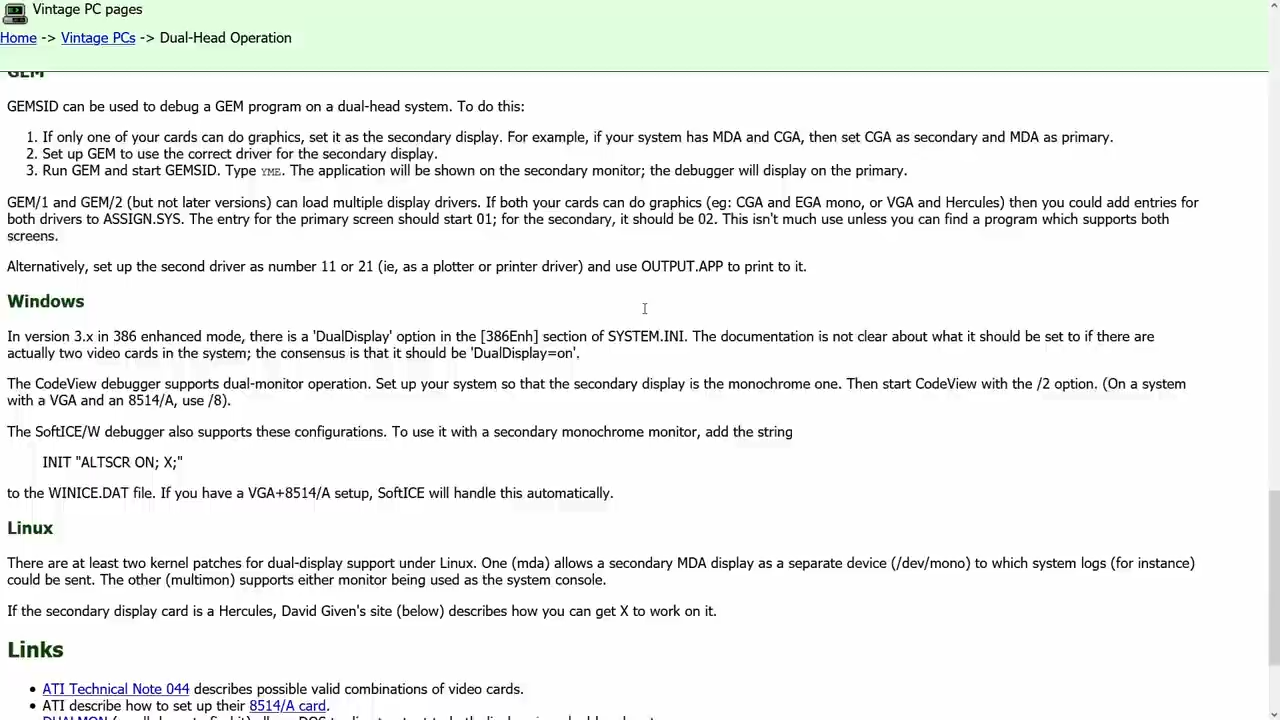 Vintage PC pages
Home -> Vintage PCs -> Dual-Head Operation
GEM
GEMSID can be used to debug a GEM program on a dual-head system. To do this:
1. If only one of your cards can do graphics, set it as the secondary display. For example, if your system has MDA and CGA, then set CGA as secondary and MDA as primary.
2. Set up GEM to use the correct driver for the secondary display.
3. Run GEM and start GEMSID. Type YME. The application will be shown on the secondary monitor; the debugger will display on the primary.
GEM/1 and GEM/2 (but not later versions) can load multiple display drivers. If both your cards can do graphics (eg: CGA and EGA mono, or VGA and Hercules) then you could add entries for
both drivers to ASSIGN.SYS. The entry for the primary screen should start 01; for the secondary, it should be 02. This isn't much use unless you can find a program which supports both
screens.
Alternatively, set up the second driver as number 11 or 21 (ie, as a plotter or printer driver) and use OUTPUT.APP to print to it.
Windows
In version 3.x in 386 enhanced mode, there is a 'DualDisplay' option in the [386Enh] section of SYSTEM.INI. The documentation is not clear about what it should be set to if there are
actually two video cards in the system; the consensus is that it should be 'DualDisplay=on'.
The CodeView debugger supports dual-monitor operation. Set up your system so that the secondary display is the monochrome one. Then start CodeView with the /2 option. (On a system
with a VGA and an 8514/A, use /8).
The SoftICE/W debugger also supports these configurations. To use it with a secondary monochrome monitor, add the string
INIT "ALTSCR ON; X;"
to the WINICE.DAT file. If you have a VGA+8514/A setup, SoftICE will handle this automatically.
Linux
There are at least two kernel patches for dual-display support under Linux. One (mda) allows a secondary MDA display as a separate device (/dev/mono) to which system logs (for instance)
could be sent. The other (multimon) supports either monitor being used as the system console.
If the secondary display card is a Hercules, David Given's site (below) describes how you can get X to work on it.
Links
• ATI Technical Note 044 describes possible valid combinations of video cards.
• ATI describe how to set up their 8514/A card.